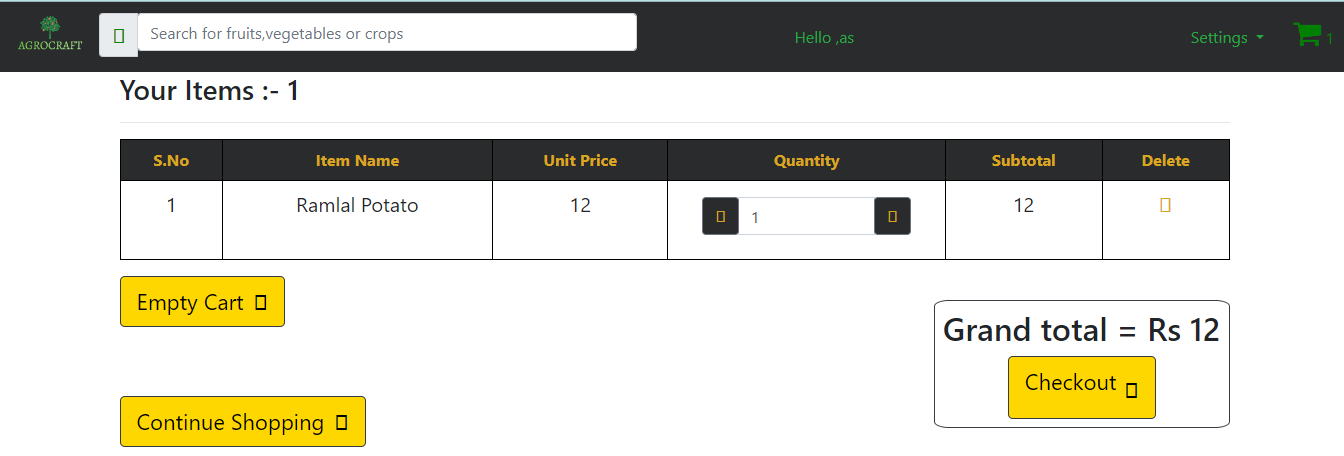 AGROCRAFT
Search for fruits,vegetables or crops
Hello ,as
Settings
1
Your Items :- 1
S.No Item Name Unit Price Quantity Subtotal Delete
1 Ramlal Potato 12 1 12
Empty Cart
Grand total = Rs 12
Checkout
Continue Shopping